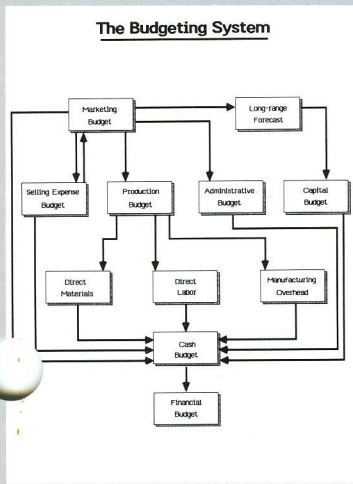 The Budgeting System
Marketing
Budget
Long-range
Forecast
Selling Expense
Budget
Production
Budget
Administrative
Budget
Capital
Budget
Direct
Materials
Direct
Labor
Manufacturing
Overhead
Cash
Budget
Financial
Budget